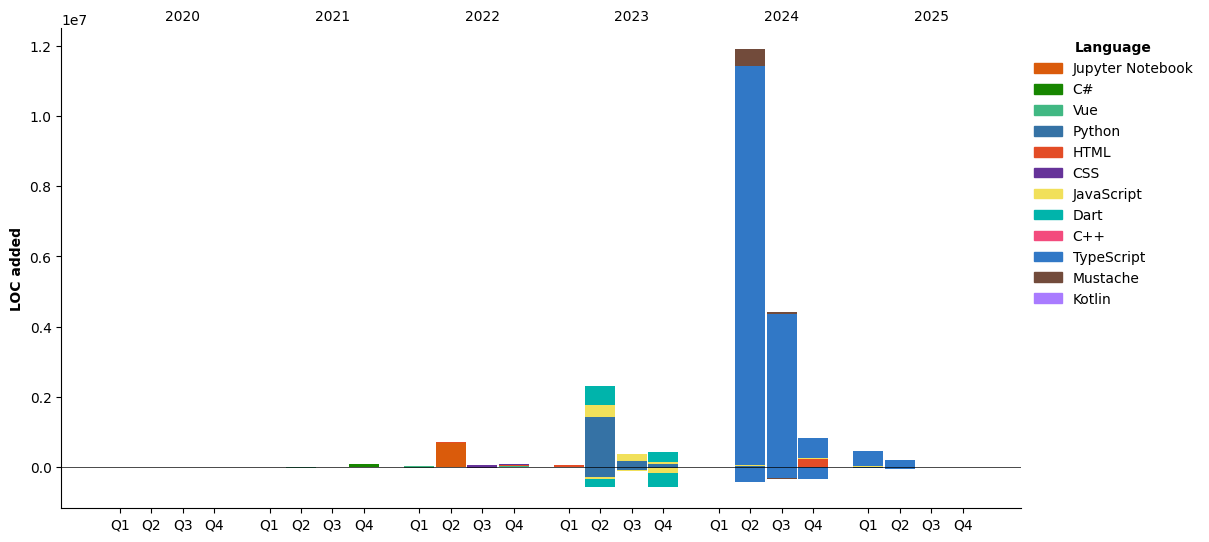 1e7 2020 2021 2022 2023 2024 2025
1.2
1.0
0.8
0.6
0.4
0.2
0.0
LOC added
Q1 Q2 Q3 Q4 Q1 Q2 Q3 Q4 Q1 Q2 Q3 Q4 Q1 Q2 Q3 Q4 Q1 Q2 Q3 Q4 Q1 Q2 Q3 Q4
Language
Jupyter Notebook
C#
Vue
Python
HTML
CSS
JavaScript
Dart
C++
TypeScript
Mustache
Kotlin